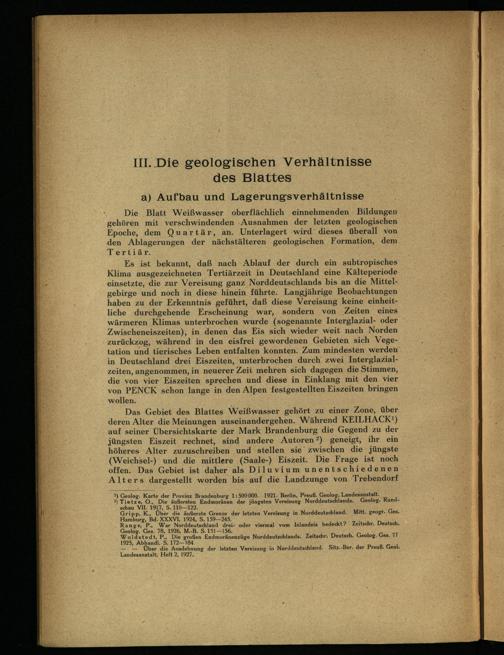 III. Die geologischen Verhältnisse
des Blattes
a) Aufbau und Lagerungsverhältnisse
Die Blatt Weißwasser oberflächlich einnehmenden Bildungen
gehören mit verschwindenden Ausnahmen der letzten geologischen
Epoche, dem Quartär, an. Unterlagert wird dieses überall von
den Ablagerungen der nächstälteren geologischen Formation, dem
Tertiär.
Es ist bekannt, daß nach Ablauf der durch ein subtropisches
Klima ausgezeichneten Tertiärzeit in Deutschland eine Kälteperiode
einsetzte, die zur Vereisung ganz Norddeutschlands bis an die Mittel-
gebirge und noch in diese hinein führte. Langjährige Beobachtungen
haben zu der Erkenntnis geführt, daß diese Vereisung keine einheit-
liche durchgehende Erscheinung war, sondern von Zeiten eines
wärmeren Klimas unterbrochen wurde (sogenannte Interglazial- oder
Zwischeneiszeiten), in denen das Eis sich wieder weit nach Norden
zurückzog, während in den eisfrei gewordenen Gebieten sich Vege-
tation und tierisches Leben entfalten konnten. Zum mindesten werden
in Deutschland drei Eiszeiten, unterbrochen durch zwei Interglazial-
zeiten, angenommen, in neuerer Zeit mehren sich dagegen die Stimmen,
die von vier Eiszeiten sprechen und diese in Einklang mit den vier
von PENCK schon lange in den Alpen festgestellten Eiszeiten bringen
wollen.
Das Gebiet des Blattes Weißwasser gehört zu einer Zone, über
deren Alter die Meinungen auseinandergehen. Während KEILHACK¹)
auf seiner Übersichtskarte der Mark Brandenburg die Gegend zu der
jüngsten Eiszeit rechnet, sind andere Autoren²) geneigt, ihr ein
höheres Alter zuzuschreiben und stellen sie zwischen die jüngste
(Weichsel-) und die mittlere (Saale-) Eiszeit. Die Frage ist noch
offen. Das Gebiet ist daher als Diluvium unentschiedenen
Alters dargestellt worden bis auf die Landzunge von Trebendorf
¹) Geolog. Karte der Provinz Brandenburg 1:500 000. 1921. Berlin, Preuß. Geolog. Landesanstalt.
²) Tietze, O., Die äußersten Endmoränen der jüngsten Vereisung Norddeutschlands. Geolog. Rund-
schau VII. 1917, S. 110—122.
Gripp, K., Über die äußerste Grenze der letzten Vereisung in Norddeutschland. Mitt. geogr. Ges.
Hamburg, Bd. XXXVI, 1924, S. 159—245.
Range, P., War Norddeutschland drei- oder viermal vom Inlandeis bedeckt? Zeitschr. Deutsch.
Geolog. Ges. 78, 1926, M.-B. S. 151—156.
Woldstedt, P., Die großen Endmoränenzüge Norddeutschlands. Zeitschr. Deutsch. Geolog. Ges. 77
1925, Abhandl. S. 172—184.
— — Über die Ausdehnung der letzten Vereisung in Norddeutschland. Sitz.-Ber. der Preuß. Geol.
Landesanstalt, Heft 2, 1927.